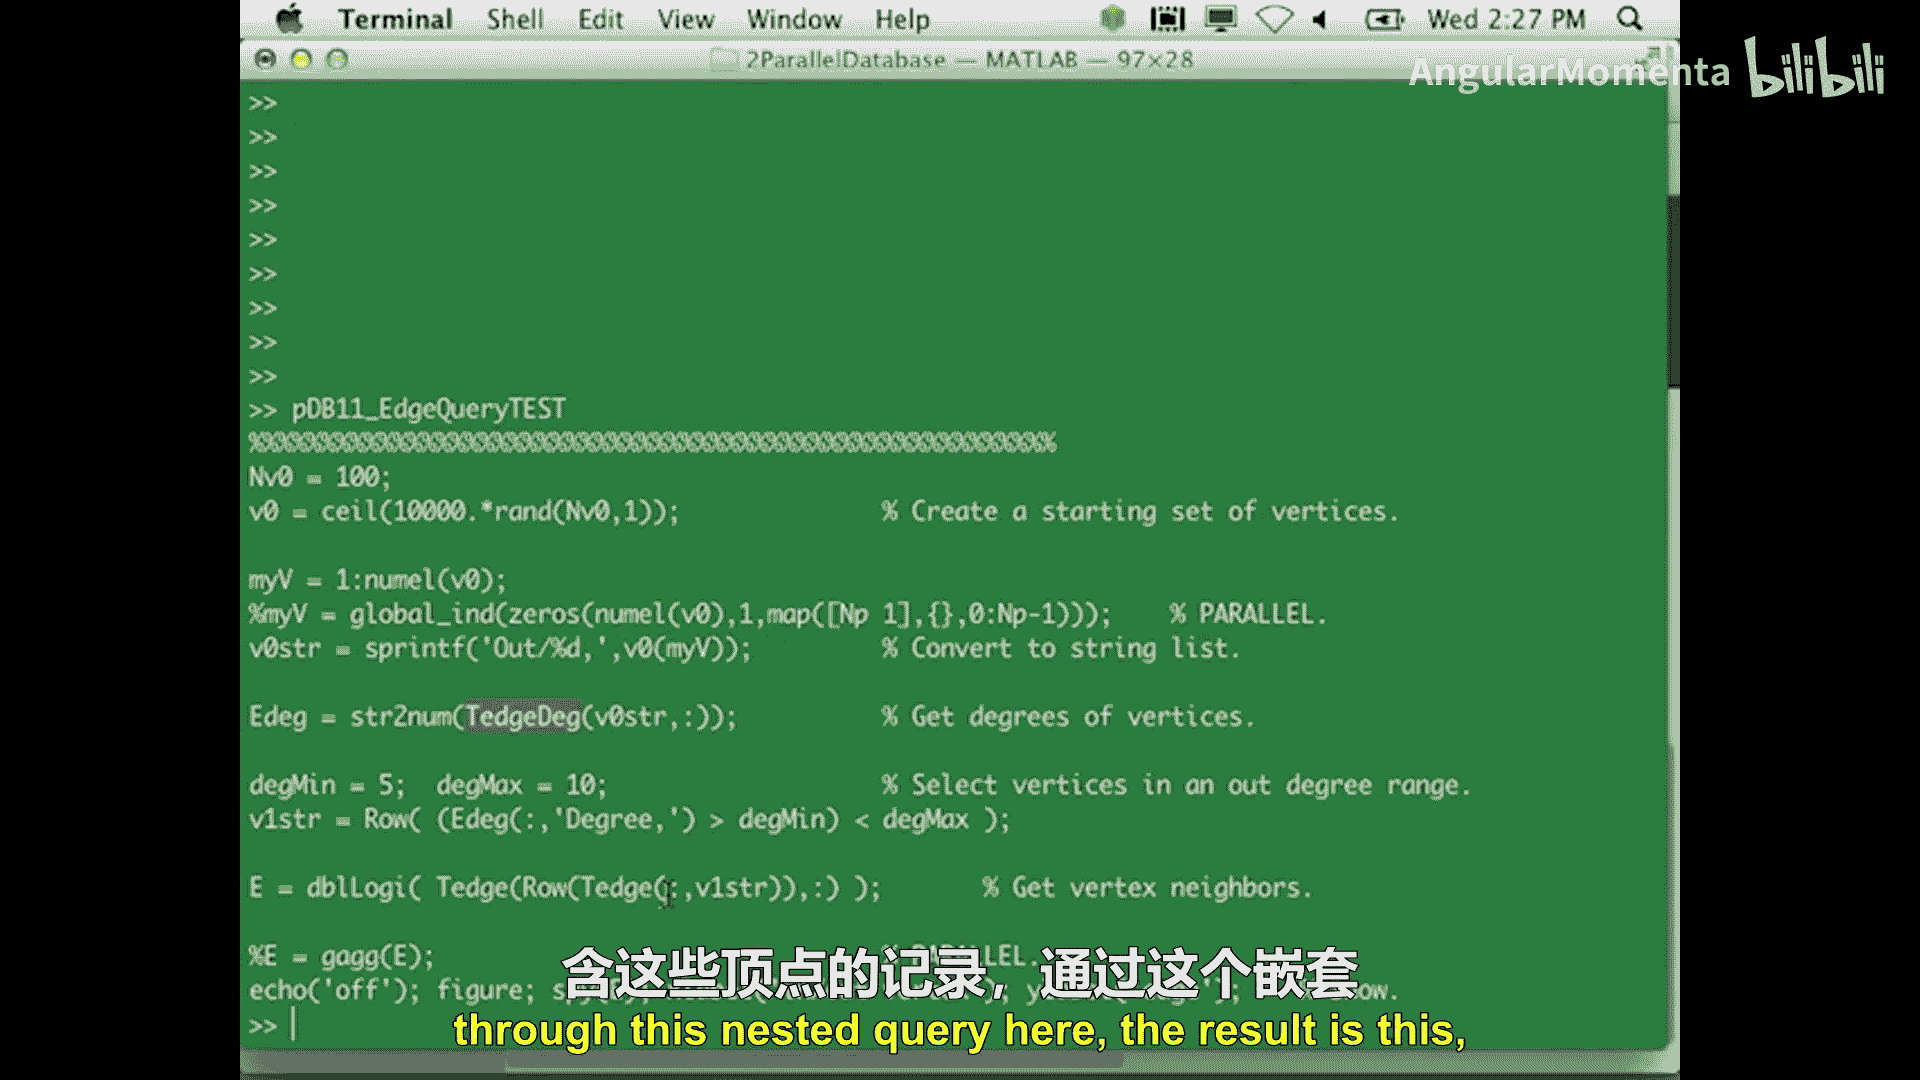 Terminal Shell Edit View Window Help Wed 2:27 PM
2ParallelDatabase — MATLAB — 97×28
AngularMomenta bilibili
>>
>>
>>
>>
>>
>>
>>
>>
>>
>> pDB11_EdgeQueryTEST
Nv0 = 100;
v0 = ceil(10000.*rand(Nv0,1)); % Create a starting set of vertices.
myV = 1:numel(v0);
%myV = global_ind(zeros(numel(v0),1,map([Np 1],{},0:Np-1))); % PARALLEL.
v0str = sprintf('Out/%d,',v0(myV)); % Convert to string list.
Edeg = str2num(TedgeDeg(v0str,:)); % Get degrees of vertices.
degMin = 5; degMax = 10; % Select vertices in an out degree range.
v1str = Row( (Edeg(:,'Degree,') > degMin) < degMax );
E = dblLogi( Tedge(Row(Tedge(:,v1str)),:) ); % Get vertex neighbors.
%E = gagg(E); % PARALLEL.
echo('off'); figure;
>>
含这些顶点的记录，通过这个嵌套
through this nested query here, the result is this,